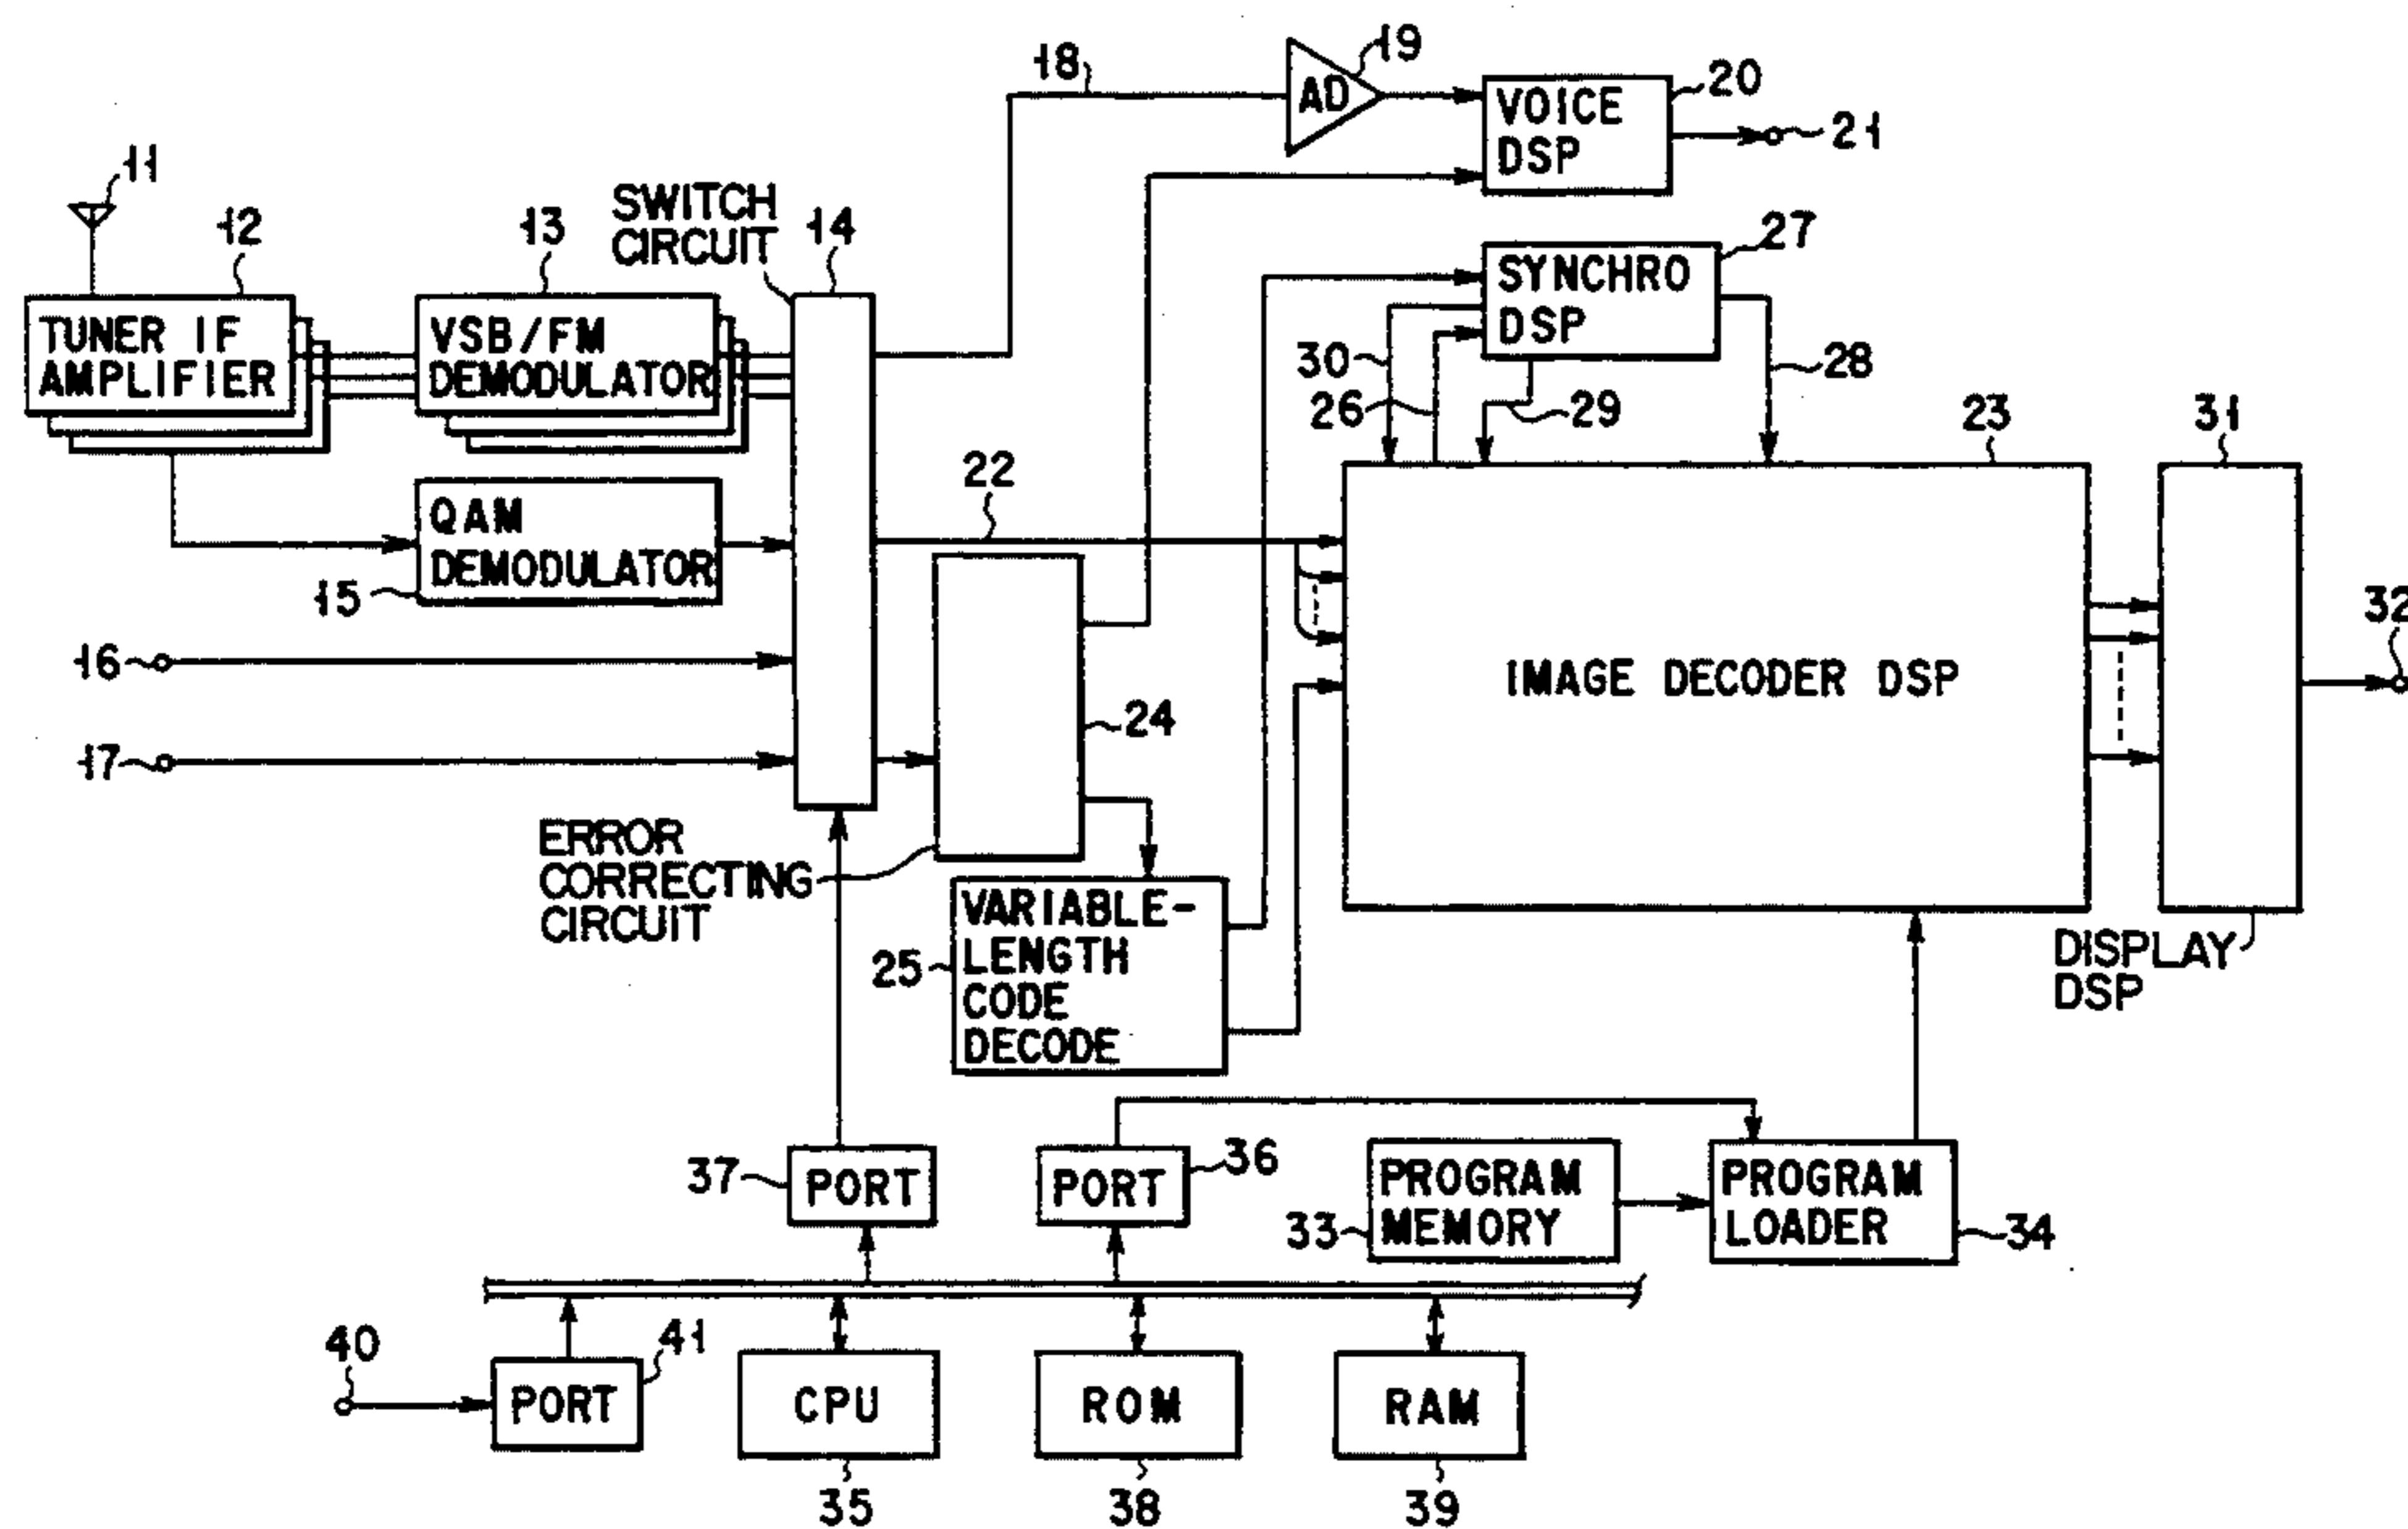 18
AD
19
VOICE
DSP
20
21
11
12
13
SWITCH
CIRCUIT
14
TUNER IF
AMPLIFIER
VSB/FM
DEMODULATOR
SYNCHRO
DSP
27
30
26
29
28
23
31
22
QAM
DEMODULATOR
15
16
17
24
IMAGE DECODER DSP
32
ERROR
CORRECTING
CIRCUIT
VARIABLE-
LENGTH
CODE
DECODE
25
DISPLAY
DSP
37
PORT
PORT
36
PROGRAM
MEMORY
33
PROGRAM
LOADER
34
40
PORT
41
CPU
ROM
RAM
35
38
39